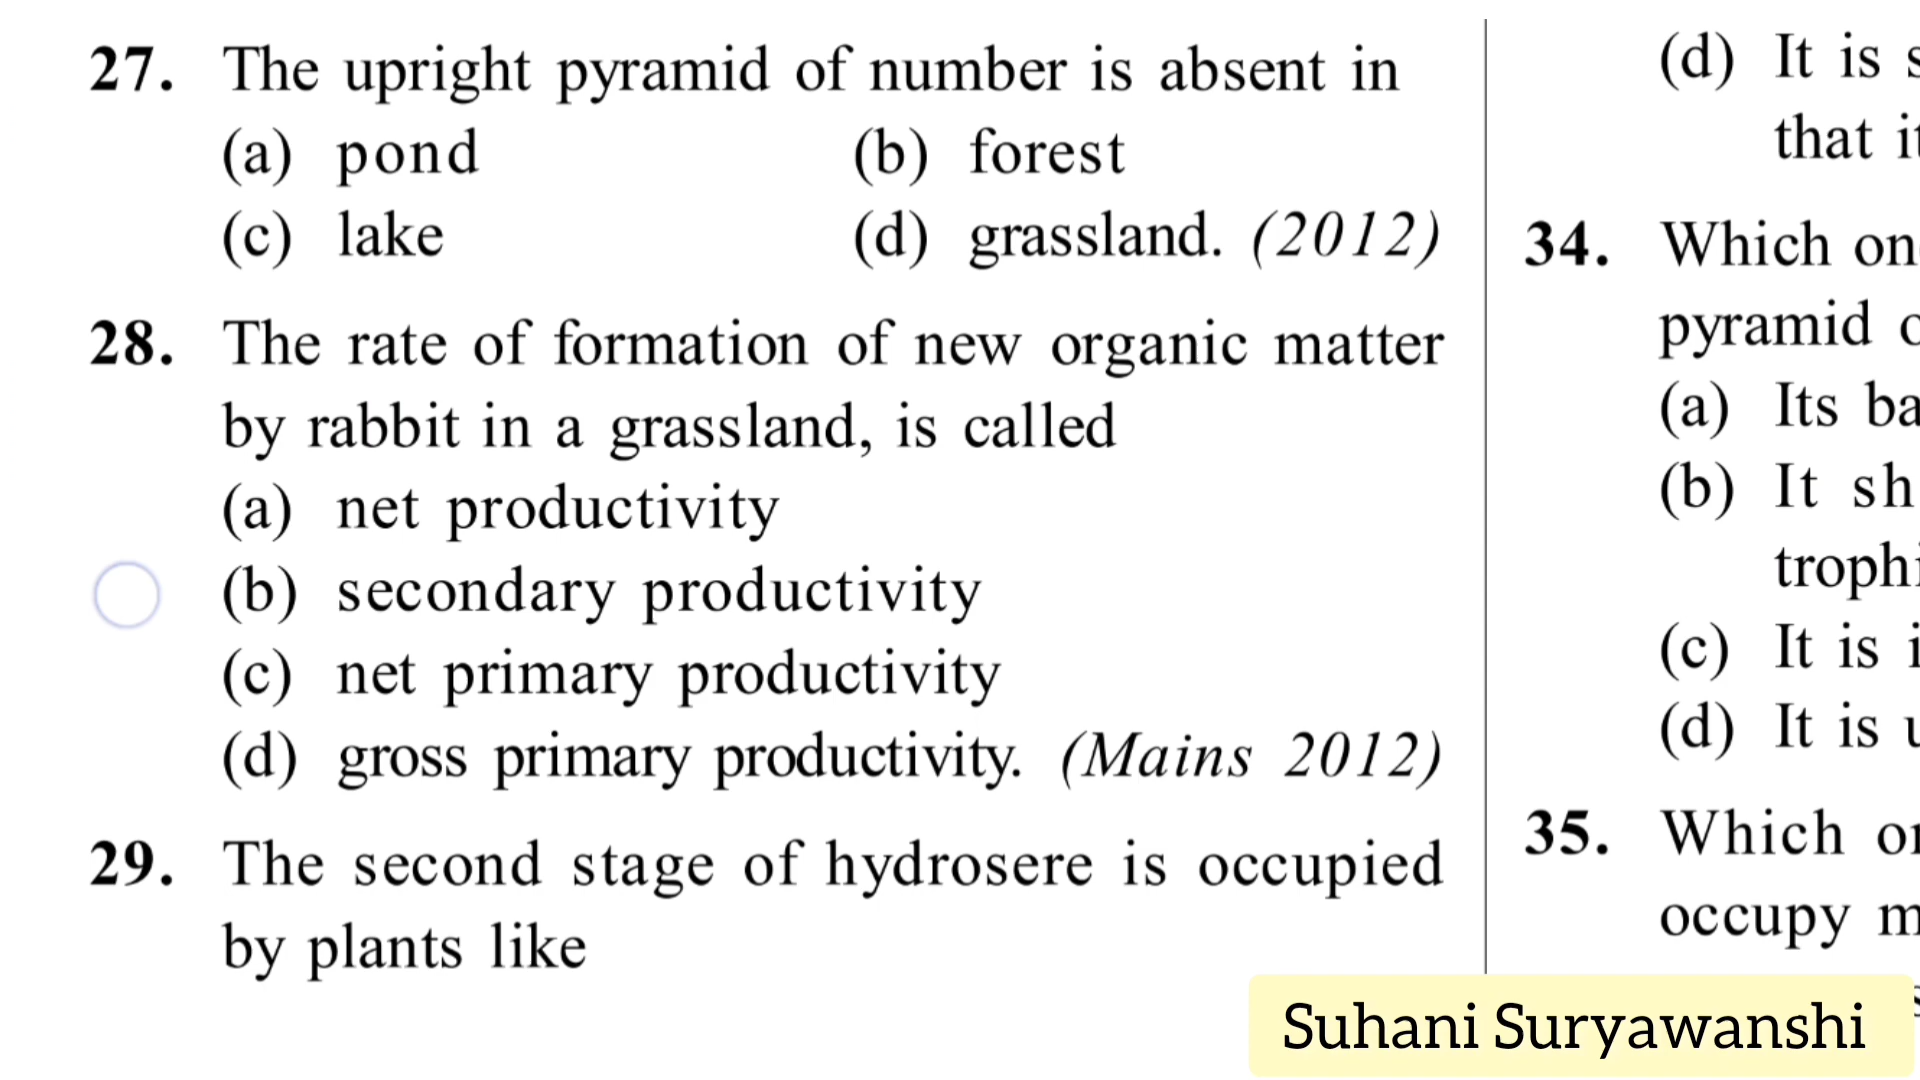 27. The upright pyramid of number is absent in
(a) pond (b) forest
(c) lake (d) grassland. (2012)
28. The rate of formation of new organic matter
by rabbit in a grassland, is called
(a) net productivity
(b) secondary productivity
(c) net primary productivity
(d) gross primary productivity. (Mains 2012)
29. The second stage of hydrosere is occupied
by plants like
(d) It is
that
34. Which
pyramid
(a) Its
(b) It
(c) It is
(d) It is
35. Which
occupy
Suhani Suryawanshi